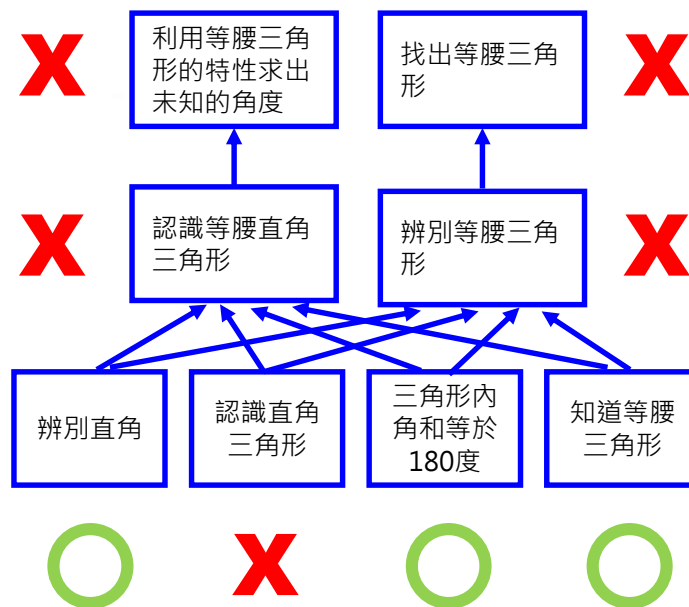 X
利用等腰三角
形的特性求出
未知的角度
找出等腰三角
形
X
X
認識等腰直角
三角形
辨別等腰三角
形
X
辨別直角
認識直角
三角形
三角形內
角和等於
180度
知道等腰
三角形
X